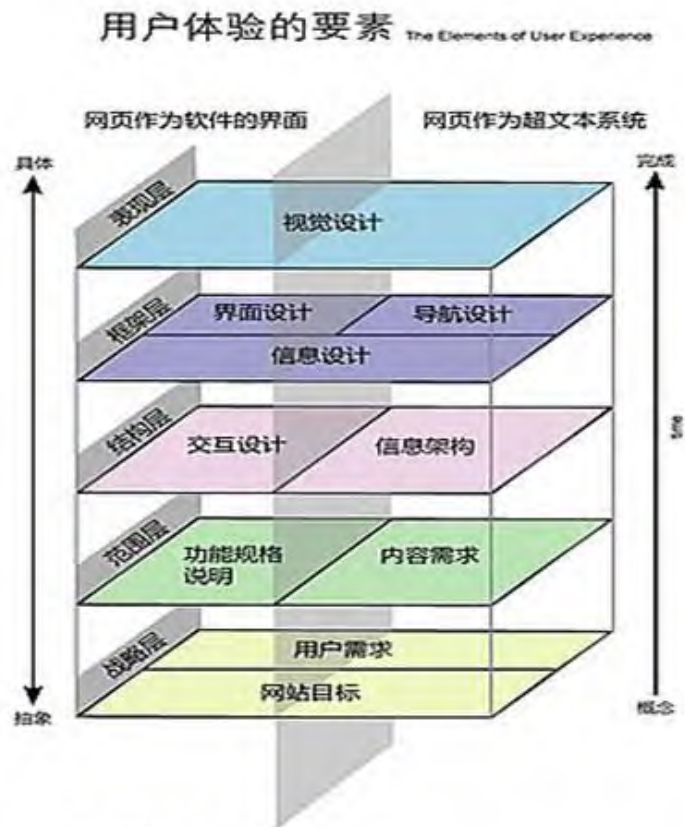 用户体验的要素 The Elements of User Experience
网页作为软件的界面 网页作为超文本系统
具体 完成
表现层
视觉设计
框架层
界面设计 导航设计
信息设计
结构层
交互设计 信息架构
time
范围层
功能规格 内容需求
说明
战略层
用户需求
网站目标
抽象 概念